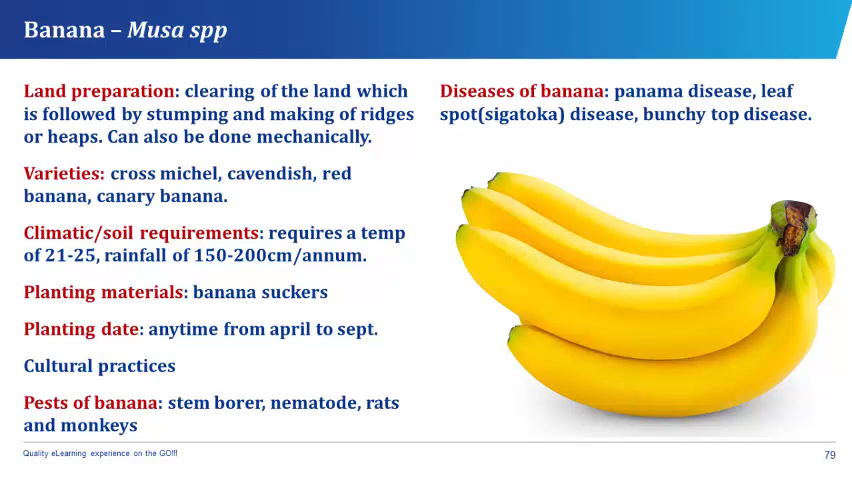 Banana – Musa spp
Land preparation: clearing of the land which
is followed by stumping and making of ridges
or heaps. Can also be done mechanically.
Varieties: cross michel, cavendish, red
banana, canary banana.
Climatic/soil requirements: requires a temp
of 21-25, rainfall of 150-200cm/annum.
Planting materials: banana suckers
Planting date: anytime from april to sept.
Cultural practices
Pests of banana: stem borer, nematode, rats
and monkeys
Diseases of banana: panama disease, leaf
spot(sigatoka) disease, bunchy top disease.
Quality eLearning experience on the GO!!!
79